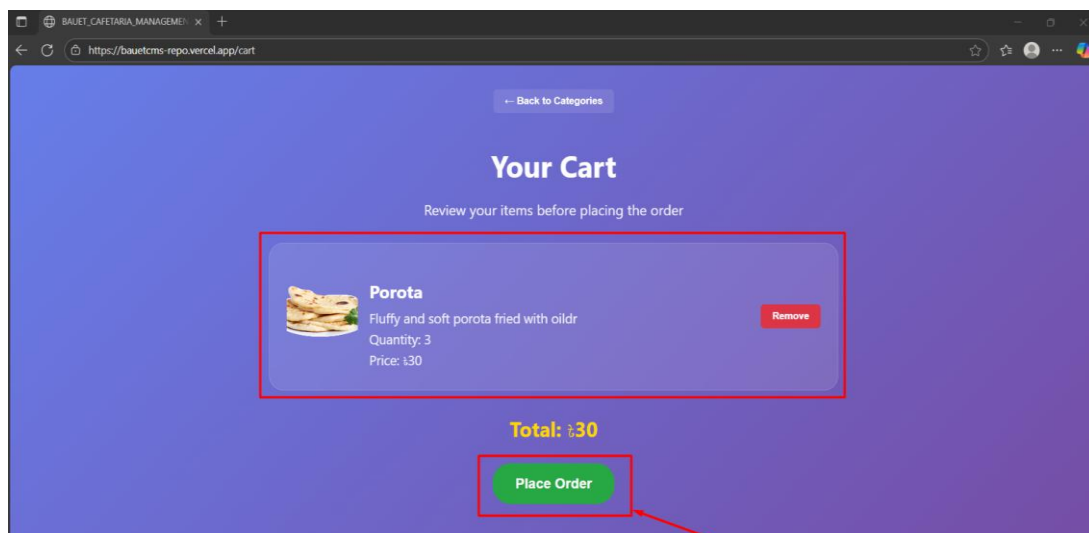 BAUET_CAFETARIA_MANAGEMEN
https://bauetcms-repo.vercel.app/cart
← Back to Categories
Your Cart
Review your items before placing the order
Porota
Fluffy and soft porota fried with oildr
Quantity: 3
Price: ৳30
Remove
Total: ৳30
Place Order